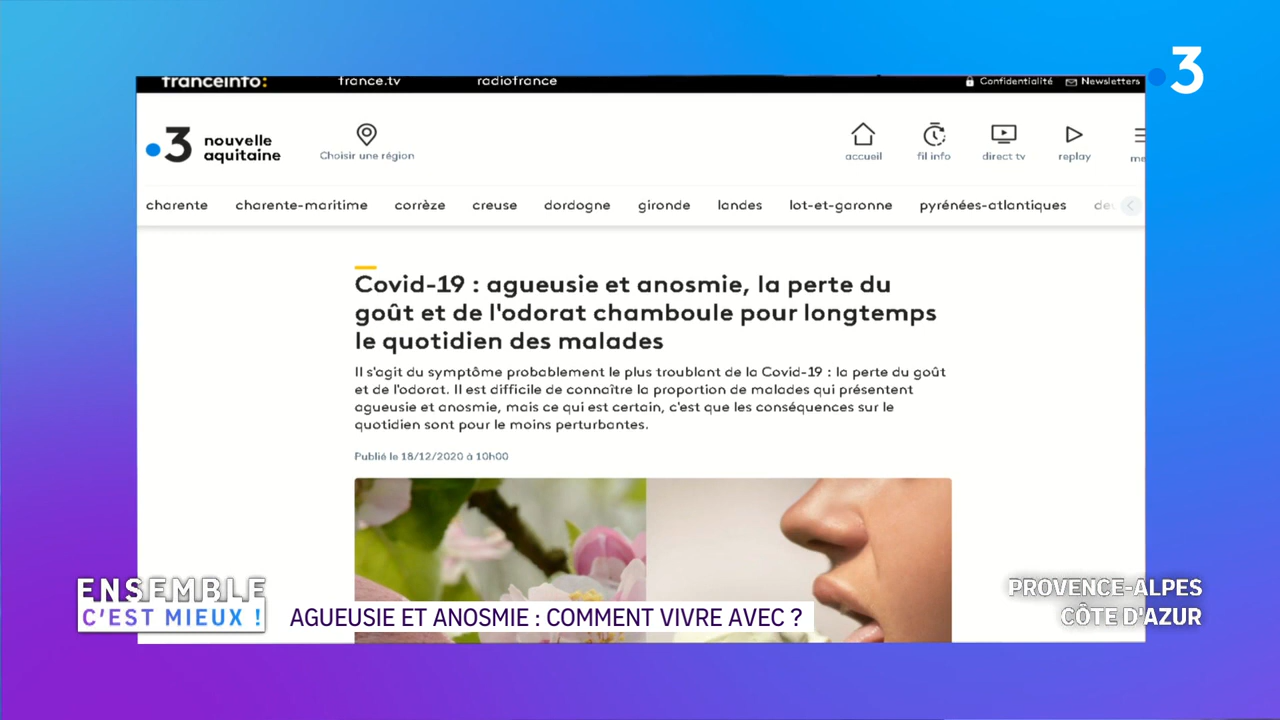 franceinfo:
france.tv
radiofrance
Confidentialité
Newsletters
3
3
nouvelle
aquitaine
Choisir une région
accueil
fil info
direct tv
replay
charente
charente-maritime
corrèze
creuse
dordogne
gironde
landes
lot-et-garonne
pyrénées-atlantiques
Covid-19 : agueusie et anosmie, la perte du
goût et de l'odorat chamboule pour longtemps
le quotidien des malades
Il s'agit du symptôme probablement le plus troublant de la Covid-19 : la perte du goût
et de l'odorat. Il est difficile de connaître la proportion de malades qui présentent
agueusie et anosmie, mais ce qui est certain, c'est que les conséquences sur le
quotidien sont pour le moins perturbantes.
Publié le 18/12/2020 à 10h00
ENSEMBLE
C'EST MIEUX !
AGUEUSIE ET ANOSMIE : COMMENT VIVRE AVEC ?
PROVENCE-ALPES
CÔTE D'AZUR